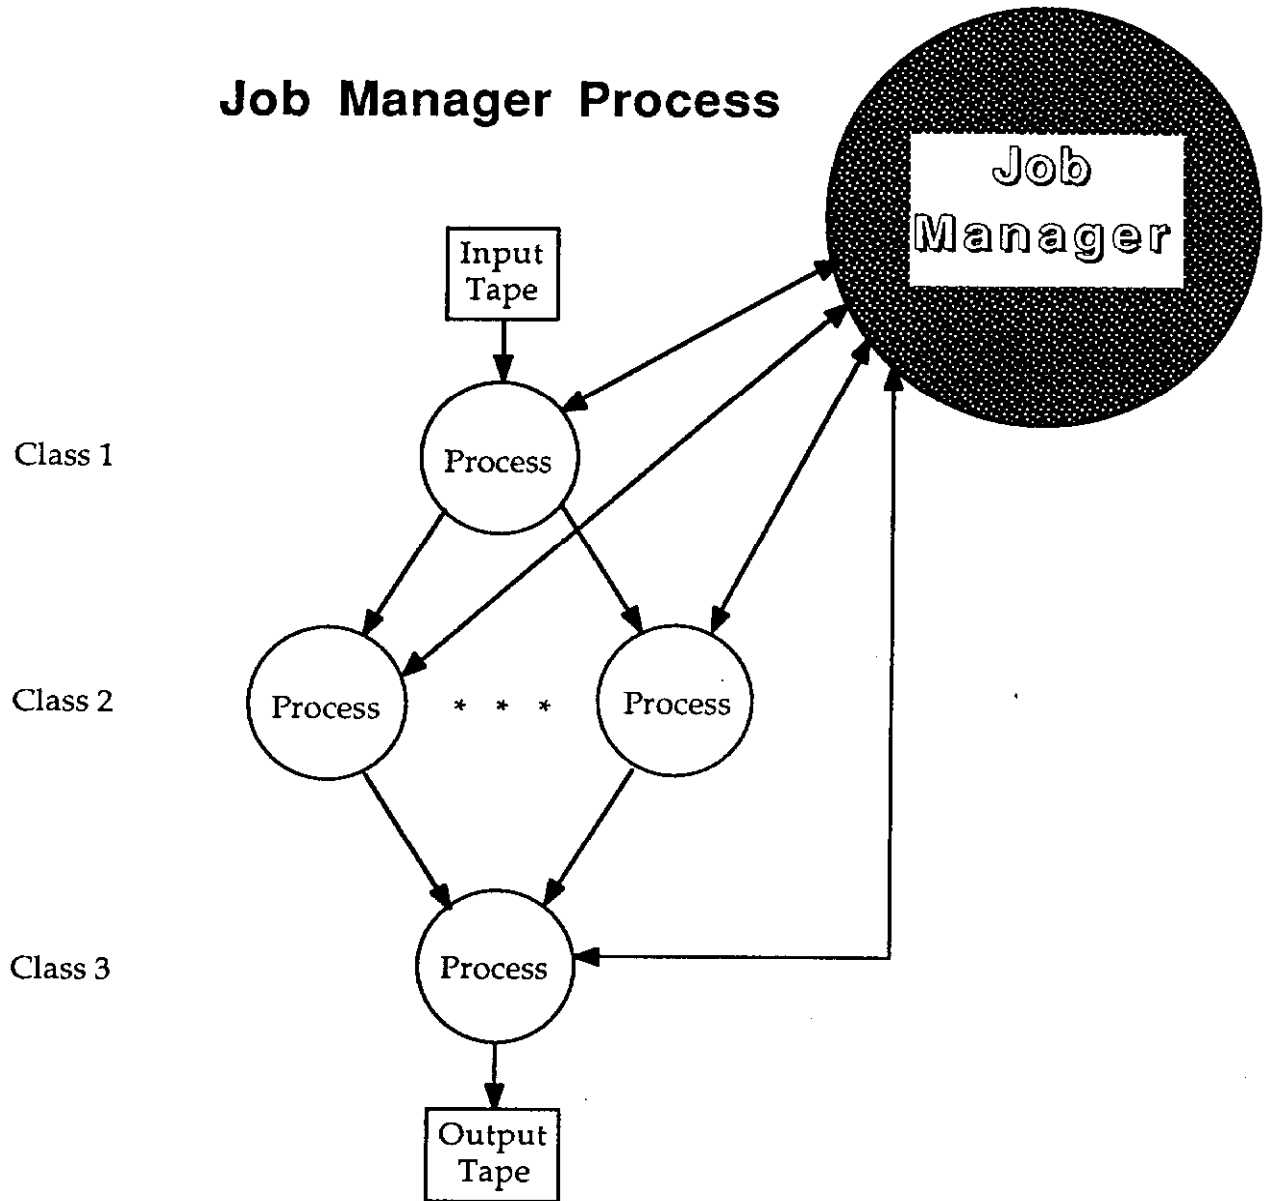 Job Manager Process
Job
Manager
Input
Tape
Class 1
Process
Class 2
Process
* * *
Process
Class 3
Process
Output
Tape